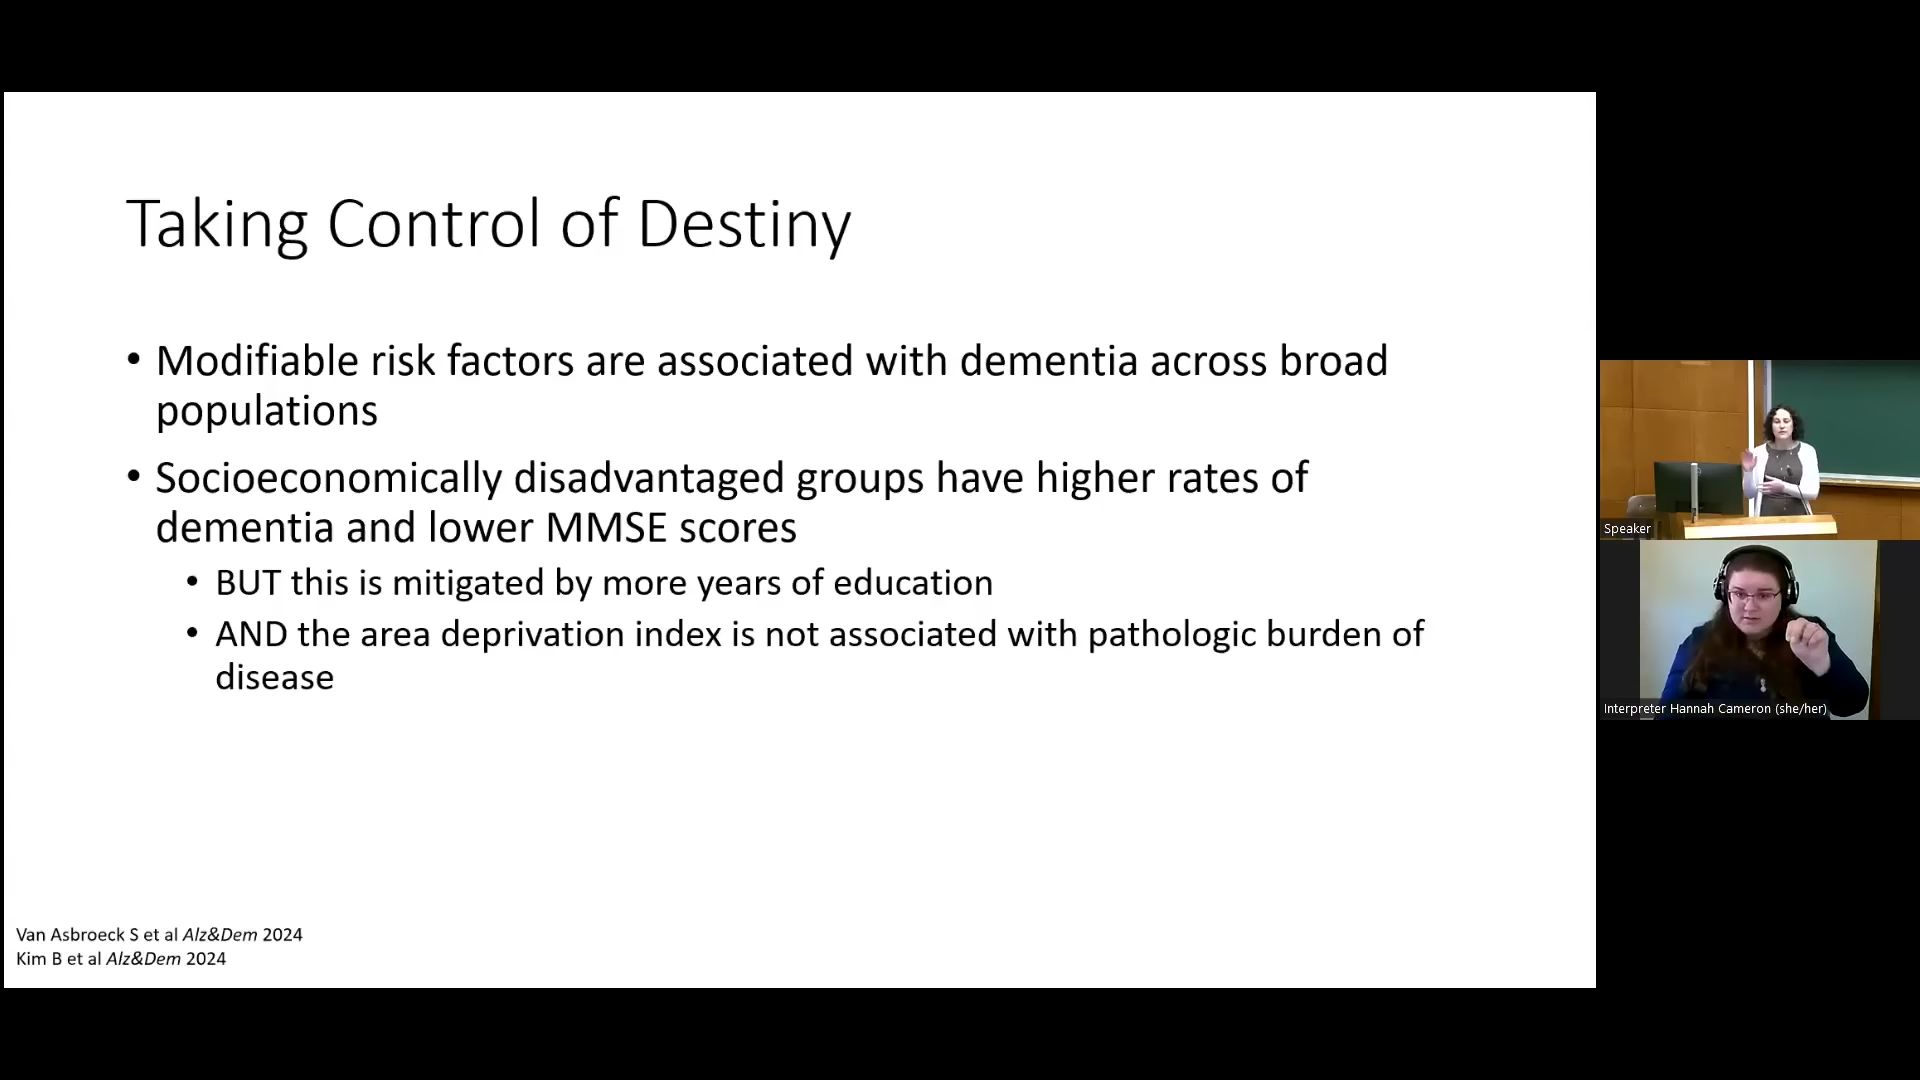 Taking Control of Destiny
• Modifiable risk factors are associated with dementia across broad
populations
• Socioeconomically disadvantaged groups have higher rates of
dementia and lower MMSE scores
• BUT this is mitigated by more years of education
• AND the area deprivation index is not associated with pathologic burden of
disease
Van Asbroeck S et al Alz&Dem 2024
Kim B et al Alz&Dem 2024
Speaker
Interpreter Hannah Cameron (she/her)